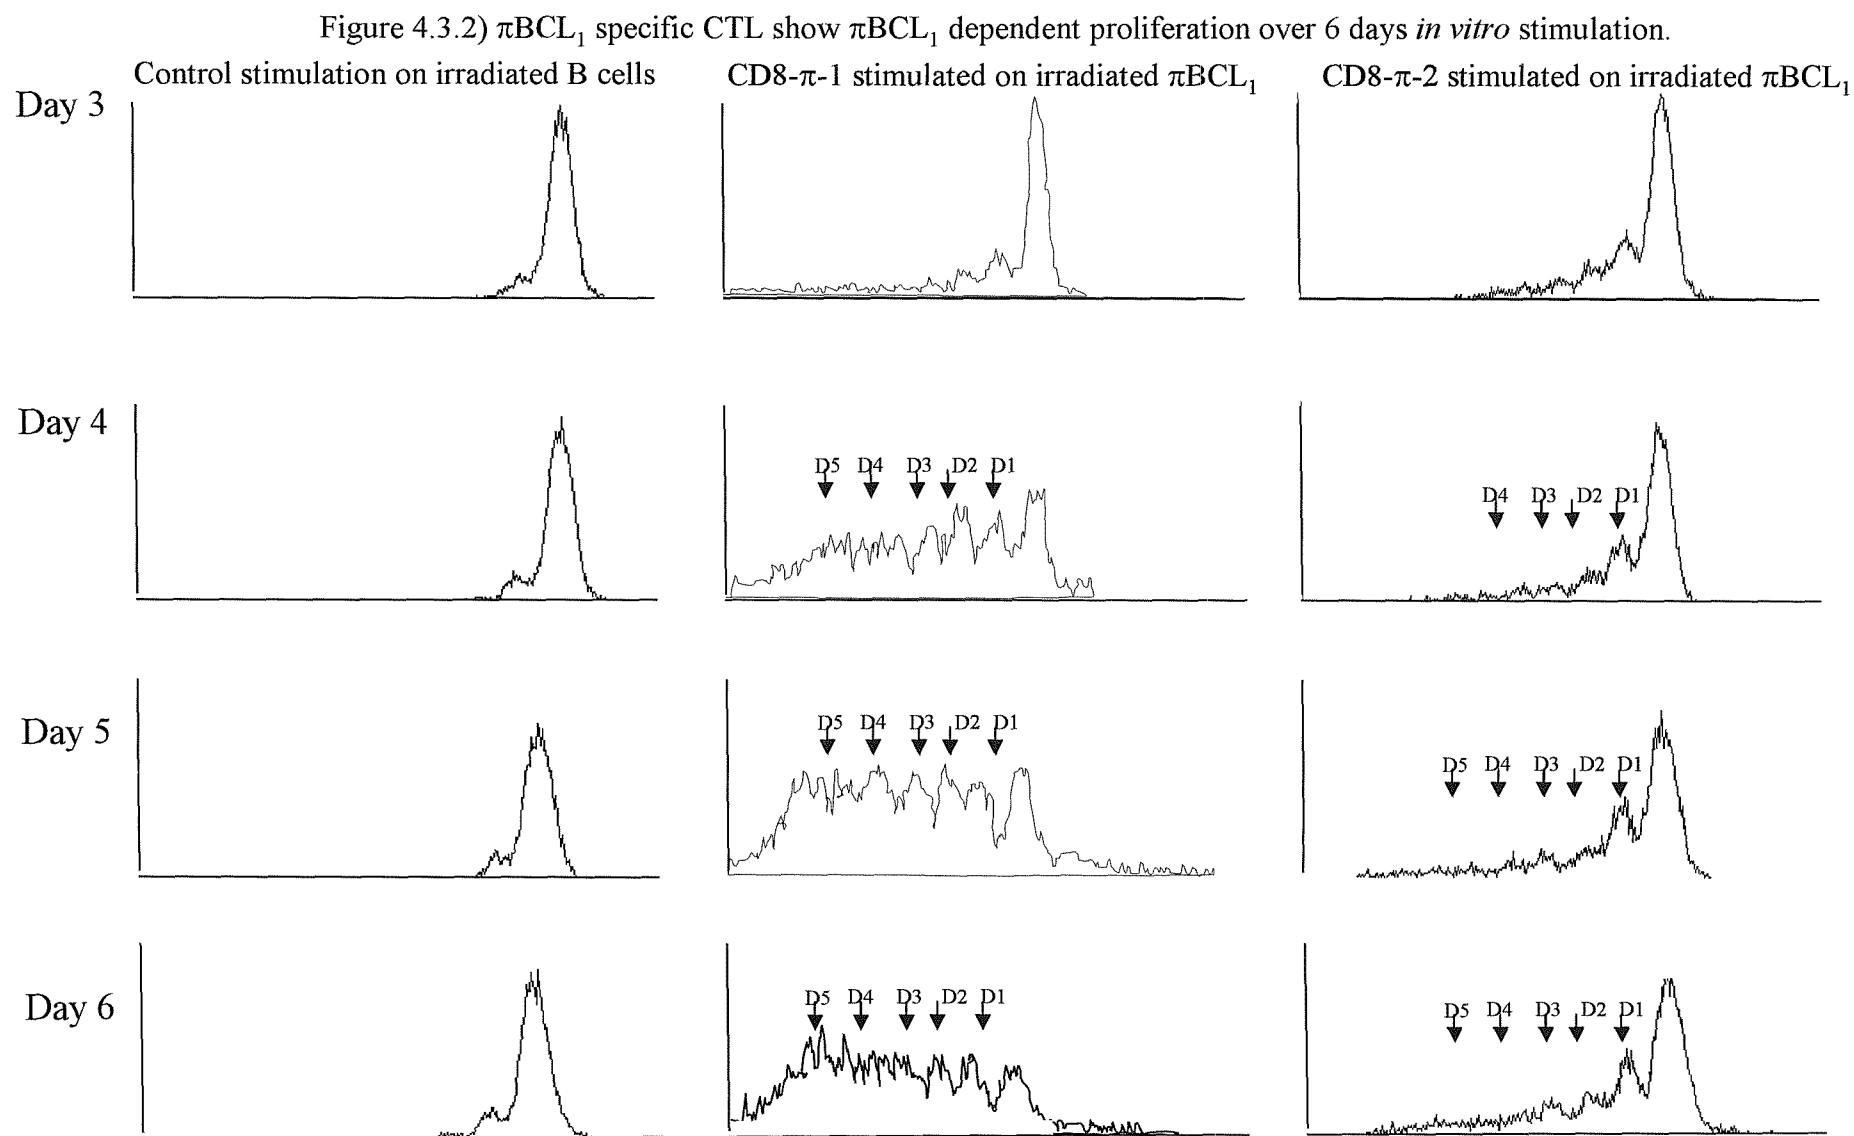 Figure 4.3.2) πBCL₁ specific CTL show πBCL₁ dependent proliferation over 6 days in vitro stimulation.
Control stimulation on irradiated B cells
CD8-π-1 stimulated on irradiated πBCL₁
CD8-π-2 stimulated on irradiated πBCL₁
Day 3
Day 4
D5 D4 D3 D2 D1
D4 D3 D2 D1
Day 5
D5 D4 D3 D2 D1
D5 D4 D3 D2 D1
Day 6
D5 D4 D3 D2 D1
D5 D4 D3 D2 D1